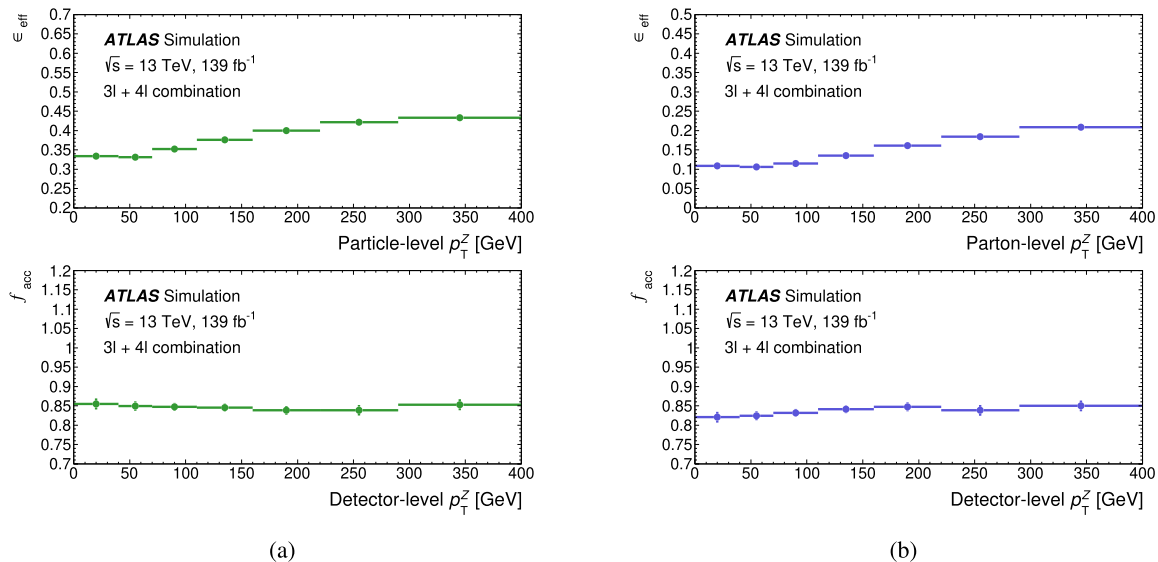 ϵ eff
0.7
0.65
0.6
0.55
0.5
0.45
0.4
0.35
0.3
0.25
0.2
ATLAS Simulation
√s = 13 TeV, 139 fb⁻¹
3l + 4l combination
0 50 100 150 200 250 300 350 400
Particle-level p_T^Z [GeV]
f acc
1.2
1.15
1.1
1.05
1
0.95
0.9
0.85
0.8
0.75
0.7
ATLAS Simulation
√s = 13 TeV, 139 fb⁻¹
3l + 4l combination
0 50 100 150 200 250 300 350 400
Detector-level p_T^Z [GeV]
(a)
ϵ eff
0.5
0.45
0.4
0.35
0.3
0.25
0.2
0.15
0.1
0.05
0
ATLAS Simulation
√s = 13 TeV, 139 fb⁻¹
3l + 4l combination
0 50 100 150 200 250 300 350 400
Parton-level p_T^Z [GeV]
f acc
1.2
1.15
1.1
1.05
1
0.95
0.9
0.85
0.8
0.75
0.7
ATLAS Simulation
√s = 13 TeV, 139 fb⁻¹
3l + 4l combination
0 50 100 150 200 250 300 350 400
Detector-level p_T^Z [GeV]
(b)